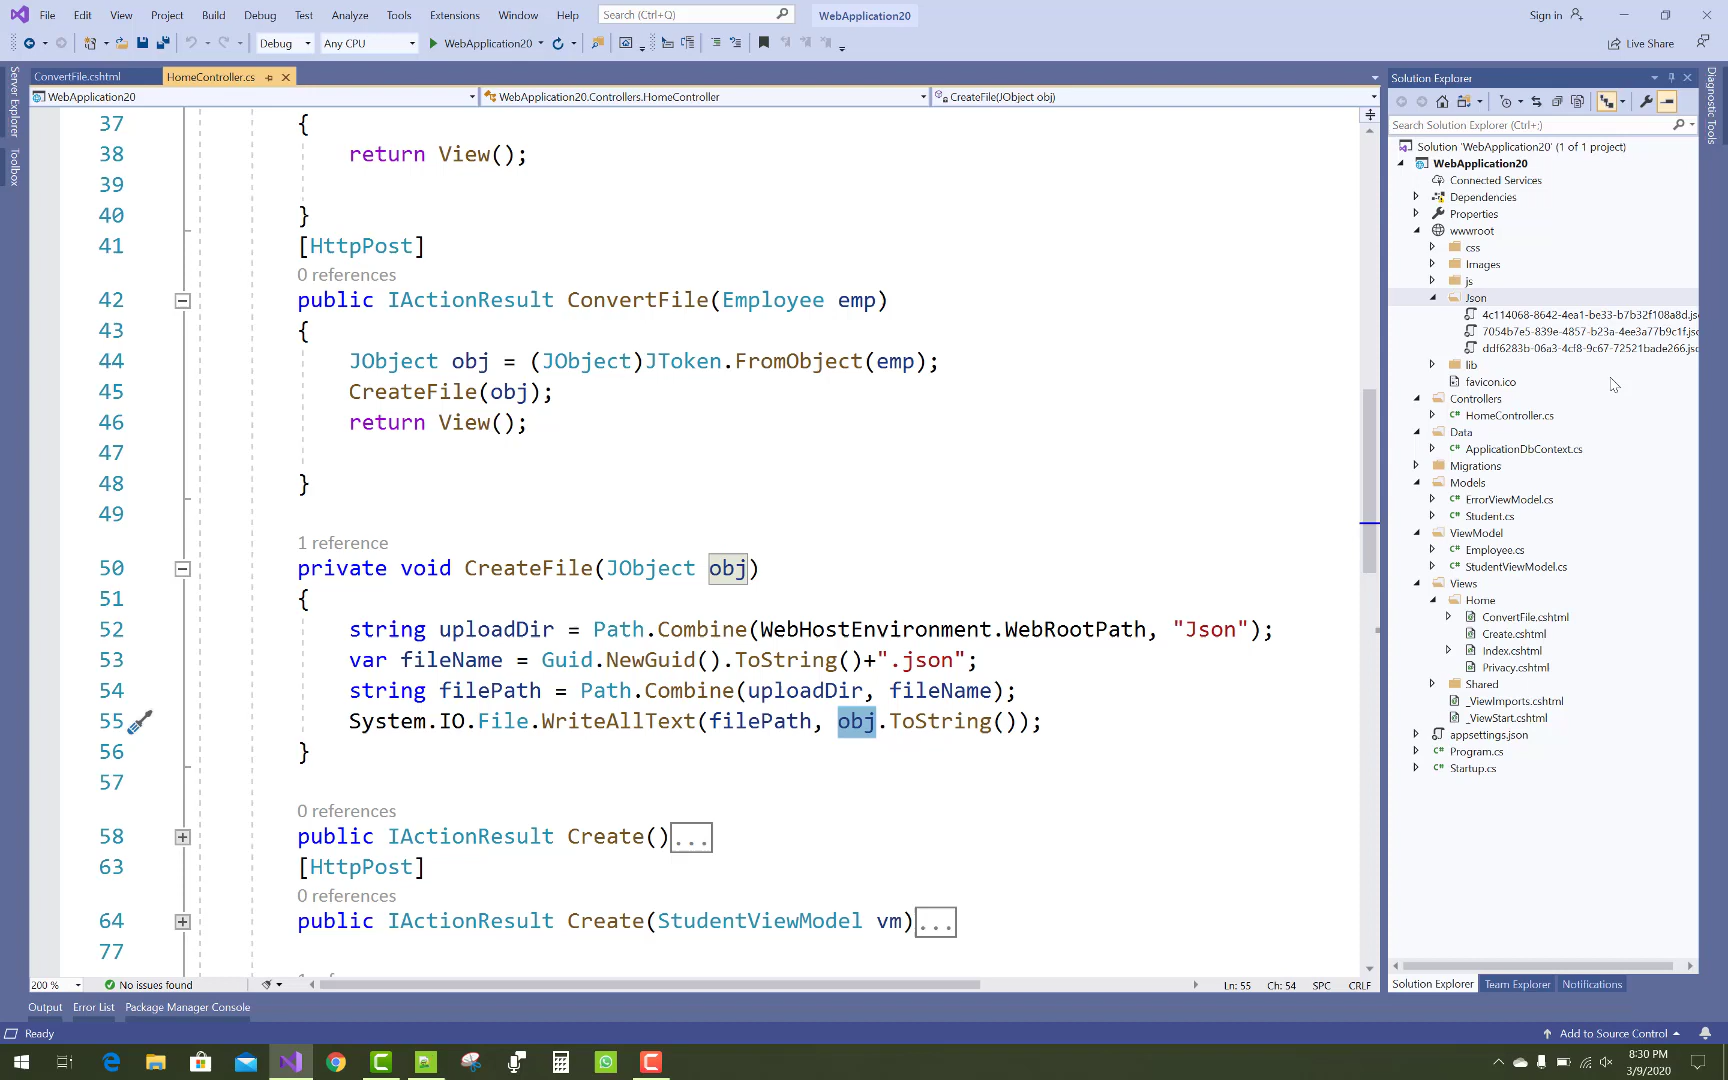 File Edit View Project Build Debug Test Analyze Tools Extensions Window Help Search (Ctrl+Q) WebApplication20 Sign in
Debug Any CPU WebApplication20 Live Share
Server Explorer
Toolbox
ConvertFile.cshtml HomeController.cs
WebApplication20 WebApplication20.Controllers.HomeController CreateFile(JObject obj)
37 {
38 return View();
39
40 }
41 [HttpPost]
0 references
42 public IActionResult ConvertFile(Employee emp)
43 {
44 JObject obj = (JObject)JToken.FromObject(emp);
45 CreateFile(obj);
46 return View();
47
48 }
49
1 reference
50 private void CreateFile(JObject obj)
51 {
52 string uploadDir = Path.Combine(WebHostEnvironment.WebRootPath, "Json");
53 var fileName = Guid.NewGuid().ToString()+".json";
54 string filePath = Path.Combine(uploadDir, fileName);
55 System.IO.File.WriteAllText(filePath, obj.ToString());
56 }
57
0 references
58 public IActionResult Create()...
63 [HttpPost]
0 references
64 public IActionResult Create(StudentViewModel vm)...
77
200 % No issues found Ln: 55 Ch: 54 SPC CRLF
Output Error List Package Manager Console
Solution Explorer
Search Solution Explorer (Ctrl+;)
Solution 'WebApplication20' (1 of 1 project)
WebApplication20
Connected Services
Dependencies
Properties
wwwroot
css
Images
js
Json
4c114068-8642-4ea1-be33-b7b32f108a8d.js
7054b7e5-839e-4857-b23a-4ee3a77b9c1f.jsc
ddf6283b-06a3-4cf8-9c67-72521bade266.jsc
lib
favicon.ico
Controllers
HomeController.cs
Data
ApplicationDbContext.cs
Migrations
Models
ErrorViewModel.cs
Student.cs
ViewModel
Employee.cs
StudentViewModel.cs
Views
Home
ConvertFile.cshtml
Create.cshtml
Index.cshtml
Privacy.cshtml
Shared
_ViewImports.cshtml
_ViewStart.cshtml
appsettings.json
Program.cs
Startup.cs
Solution Explorer Team Explorer Notifications
Diagnostic Tools
Ready Add to Source Control
8:30 PM
3/9/2020